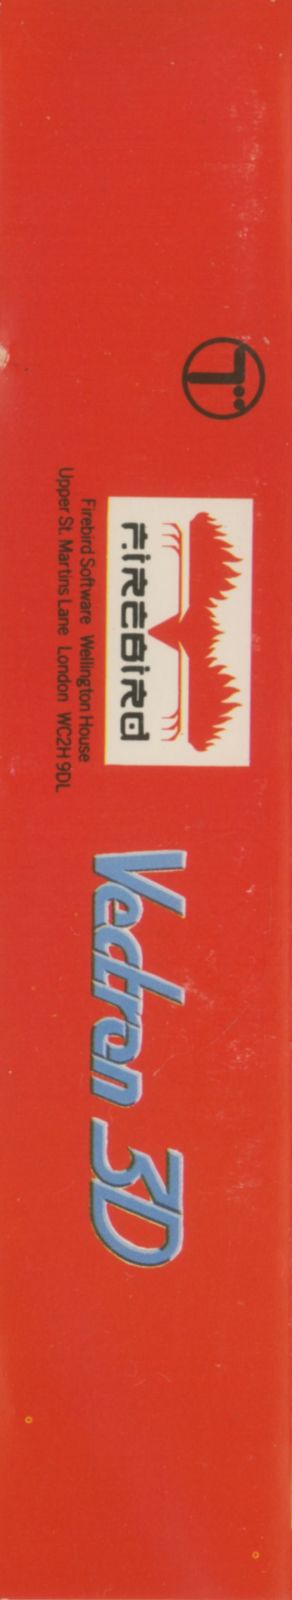 FIREBIRD
Firebird Software Wellington House
Upper St. Martins Lane London WC2H 9DL
Vectron 3D